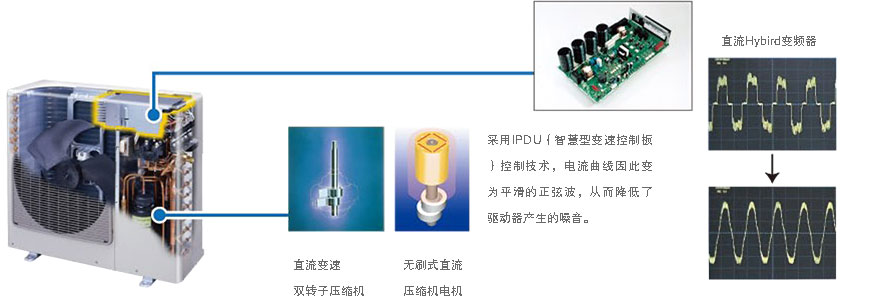 直流Hybird变频器
采用IPDU｛智慧型变速控制板
｝控制技术，电流曲线因此变
为平滑的正弦波，从而降低了
驱动器产生的噪音。
直流变速
双转子压缩机
无刷式直流
压缩机电机